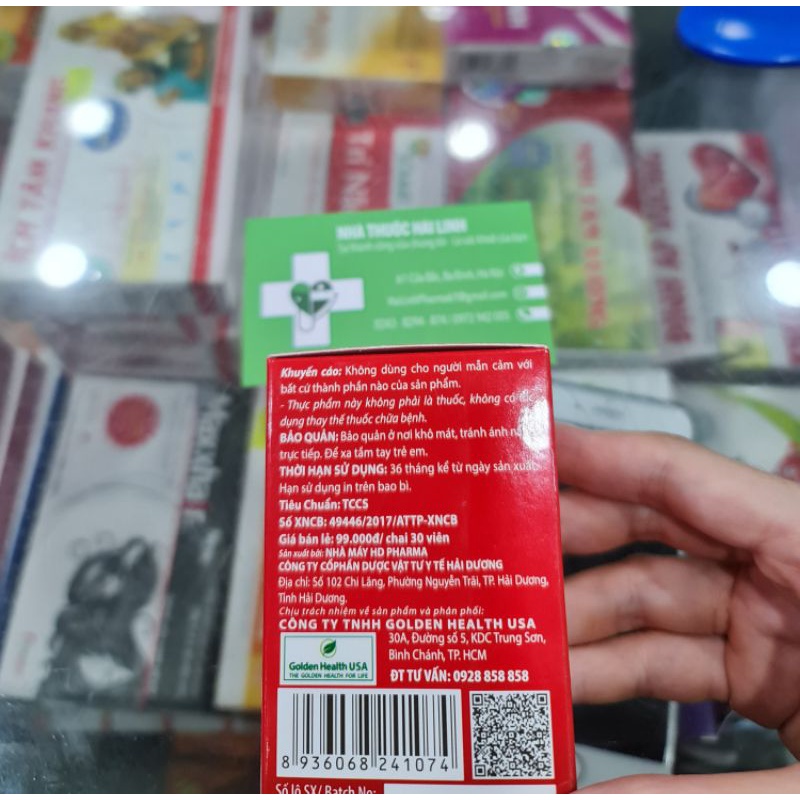 ÍCH TÂM KHANG
NHÀ THUỐC HẢI LINH
Khuyến cáo: Không dùng cho người mẫn cảm với
bất cứ thành phần nào của sản phẩm.
- Thực phẩm này không phải là thuốc, không có tác
dụng thay thế thuốc chữa bệnh.
BẢO QUẢN: Bảo quản ở nơi khô mát, tránh ánh
trực tiếp. Để xa tầm tay trẻ em.
THỜI HẠN SỬ DỤNG: 36 tháng kể từ ngày sản xuất.
Hạn sử dụng in trên bao bì.
Tiêu Chuẩn: TCCS
Số XNCB: 49446/2017/ATTP-XNCB
Giá bán lẻ: 99.000đ/ chai 30 viên
Sản xuất bởi: NHÀ MÁY HD PHARMA
CÔNG TY CỔ PHẦN DƯỢC VẬT TƯ Y TẾ HẢI DƯƠNG
Địa chỉ: Số 102 Chi Lăng, Phường Nguyễn Trãi, TP. Hải Dương,
Tỉnh Hải Dương.
Chịu trách nhiệm về sản phẩm và phân phối:
CÔNG TY TNHH GOLDEN HEALTH USA
30A, Đường số 5, KDC Trung Sơn,
Bình Chánh, TP. HCM
Golden Health USA
THE GOLDEN HEALTH FOR LIFE
ĐT TƯ VẤN: 0928 858 858
8 936068 241074
Số lô SX/ Batch No: